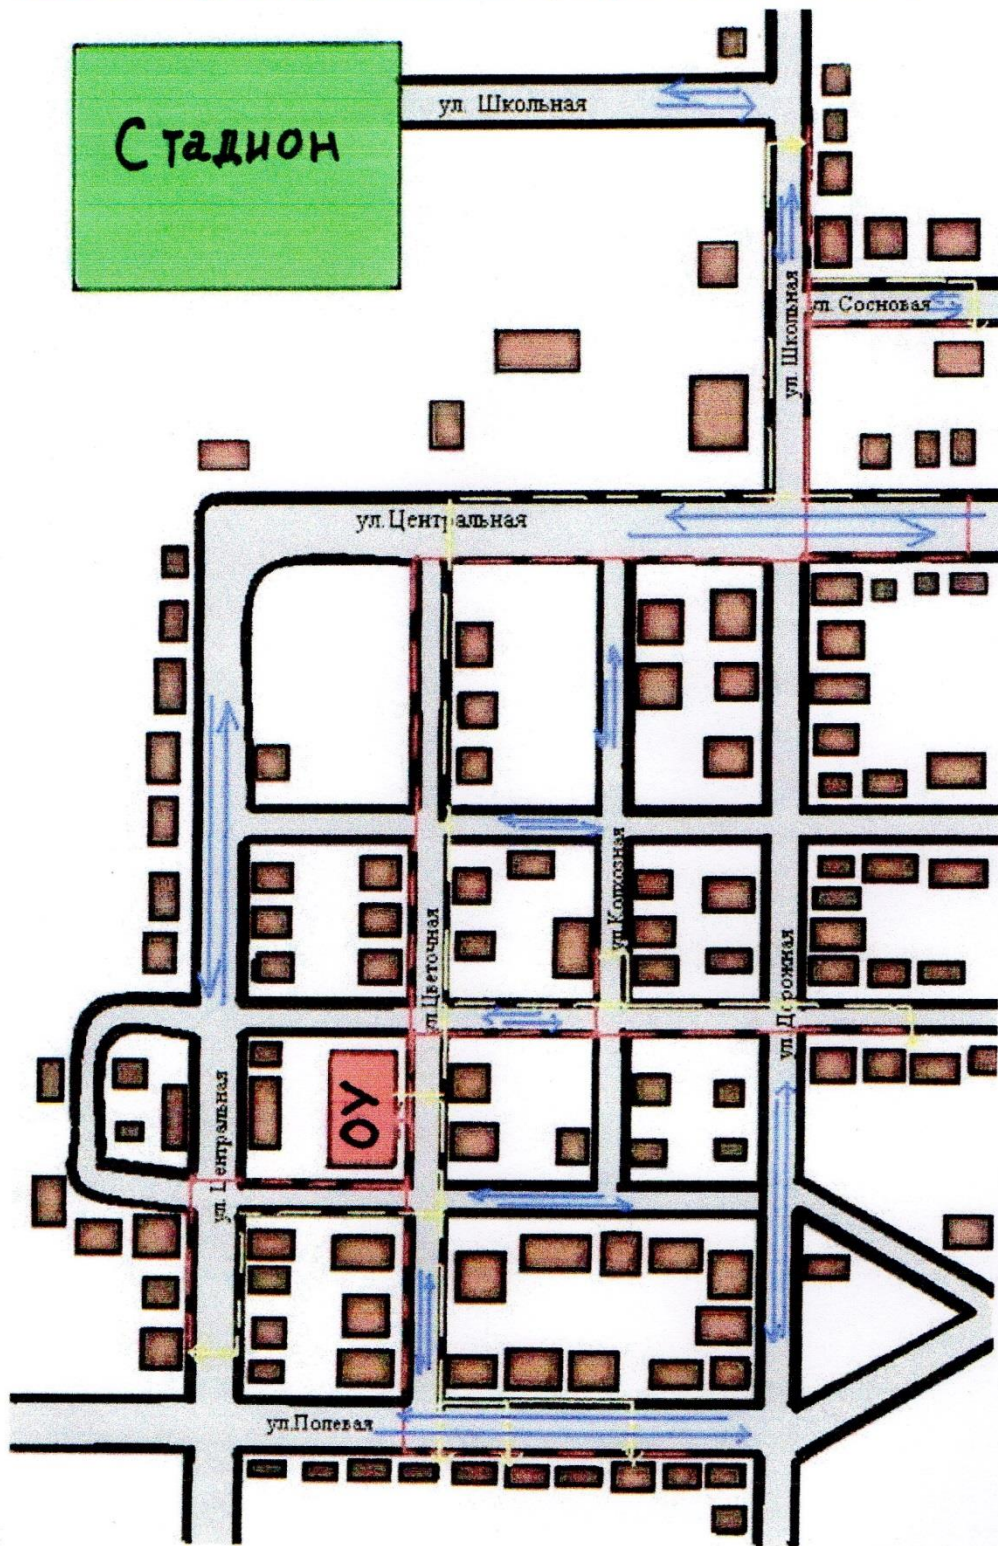 ул. Школьная
Стадион
ул. Сосновая
ул. Школьная
ул. Центральная
ул. Колхозная
ул. Цветочная
ул. Дорожная
ОУ
ул. Центральная
ул.Полевая